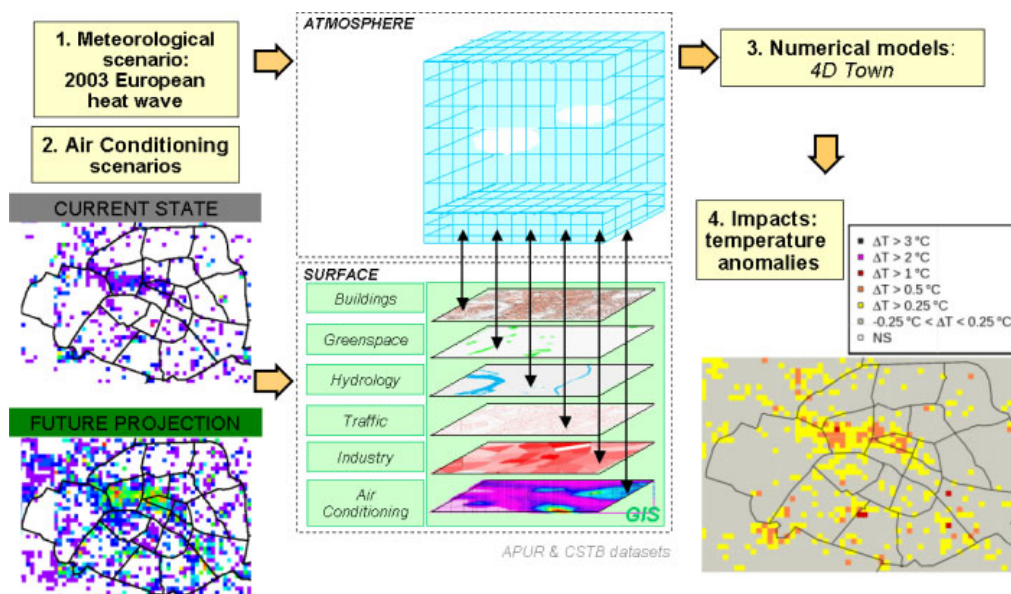 1. Meteorological
scenario:
2003 European
heat wave
2. Air Conditioning
scenarios
CURRENT STATE
FUTURE PROJECTION
ATMOSPHERE
SURFACE
Buildings
Greenspace
Hydrology
Traffic
Industry
Air
Conditioning
GIS
APUR & CSTB datasets
3. Numerical models:
4D Town
4. Impacts:
temperature
anomalies
ΔT > 3 °C
ΔT > 2 °C
ΔT > 1 °C
ΔT > 0.5 °C
ΔT > 0.25 °C
-0.25 °C < ΔT < 0.25 °C
NS